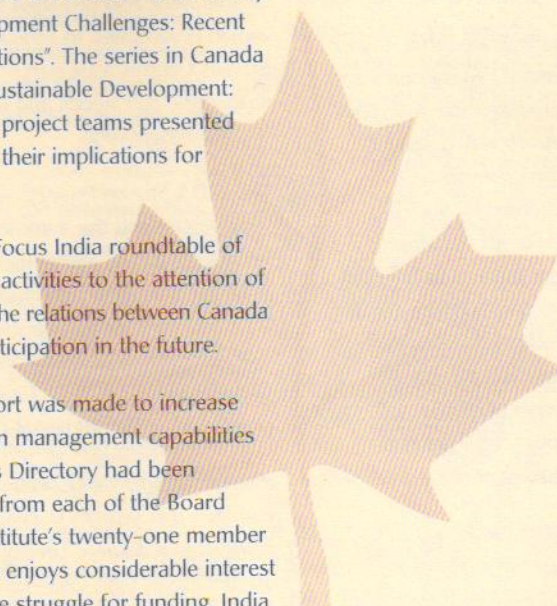 pment Challenges: Recent
tions". The series in Canada
ustainable Development:
project teams presented
their implications for
Focus India roundtable of
activities to the attention of
he relations between Canada
ticipation in the future.
ort was made to increase
n management capabilities
s Directory had been
from each of the Board
titute's twenty-one member
enjoys considerable interest
e struggle for funding. India